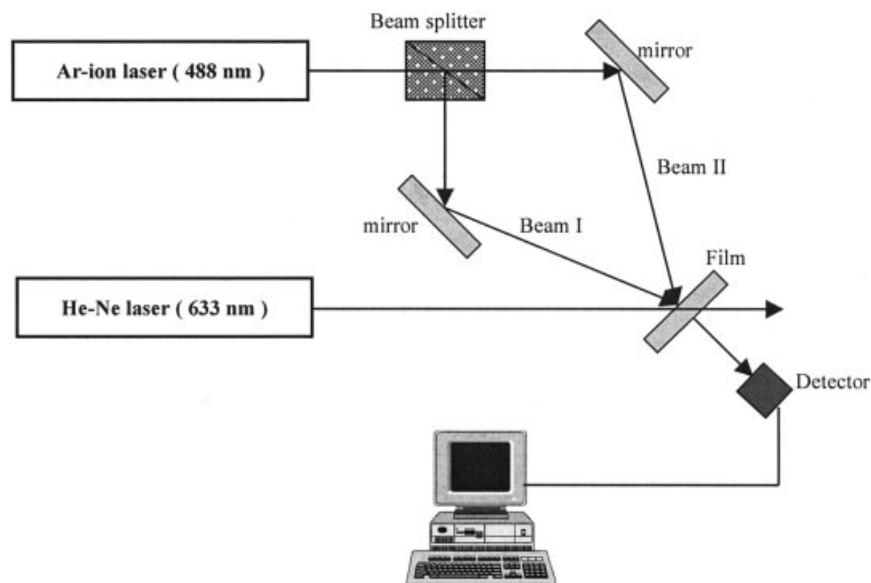 Beam splitter
mirror
Ar-ion laser ( 488 nm )
Beam II
mirror
Beam I
Film
He-Ne laser ( 633 nm )
Detector